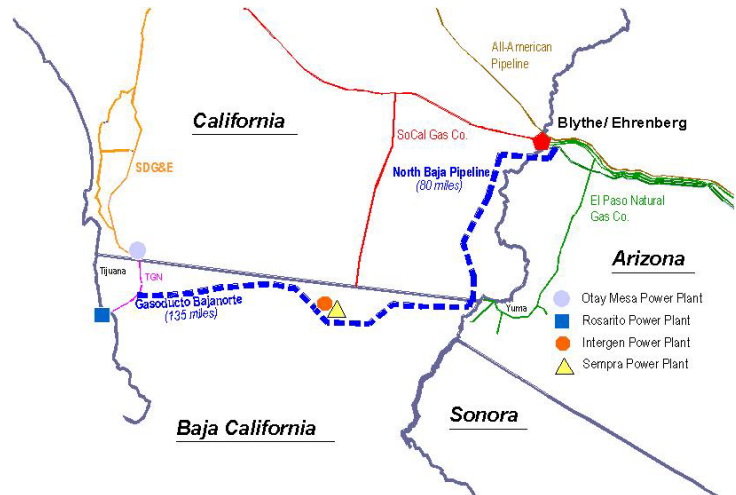 All-American
Pipeline
California
Blythe/ Ehrenberg
SoCal Gas Co.
SDG&E
North Baja Pipeline
(80 miles)
El Paso Natural
Gas Co.
Arizona
Tijuana
TGN
Gasoducto Bajanorte
(135 miles)
Yuma
Otay Mesa Power Plant
Rosarito Power Plant
Intergen Power Plant
Sempra Power Plant
Sonora
Baja California